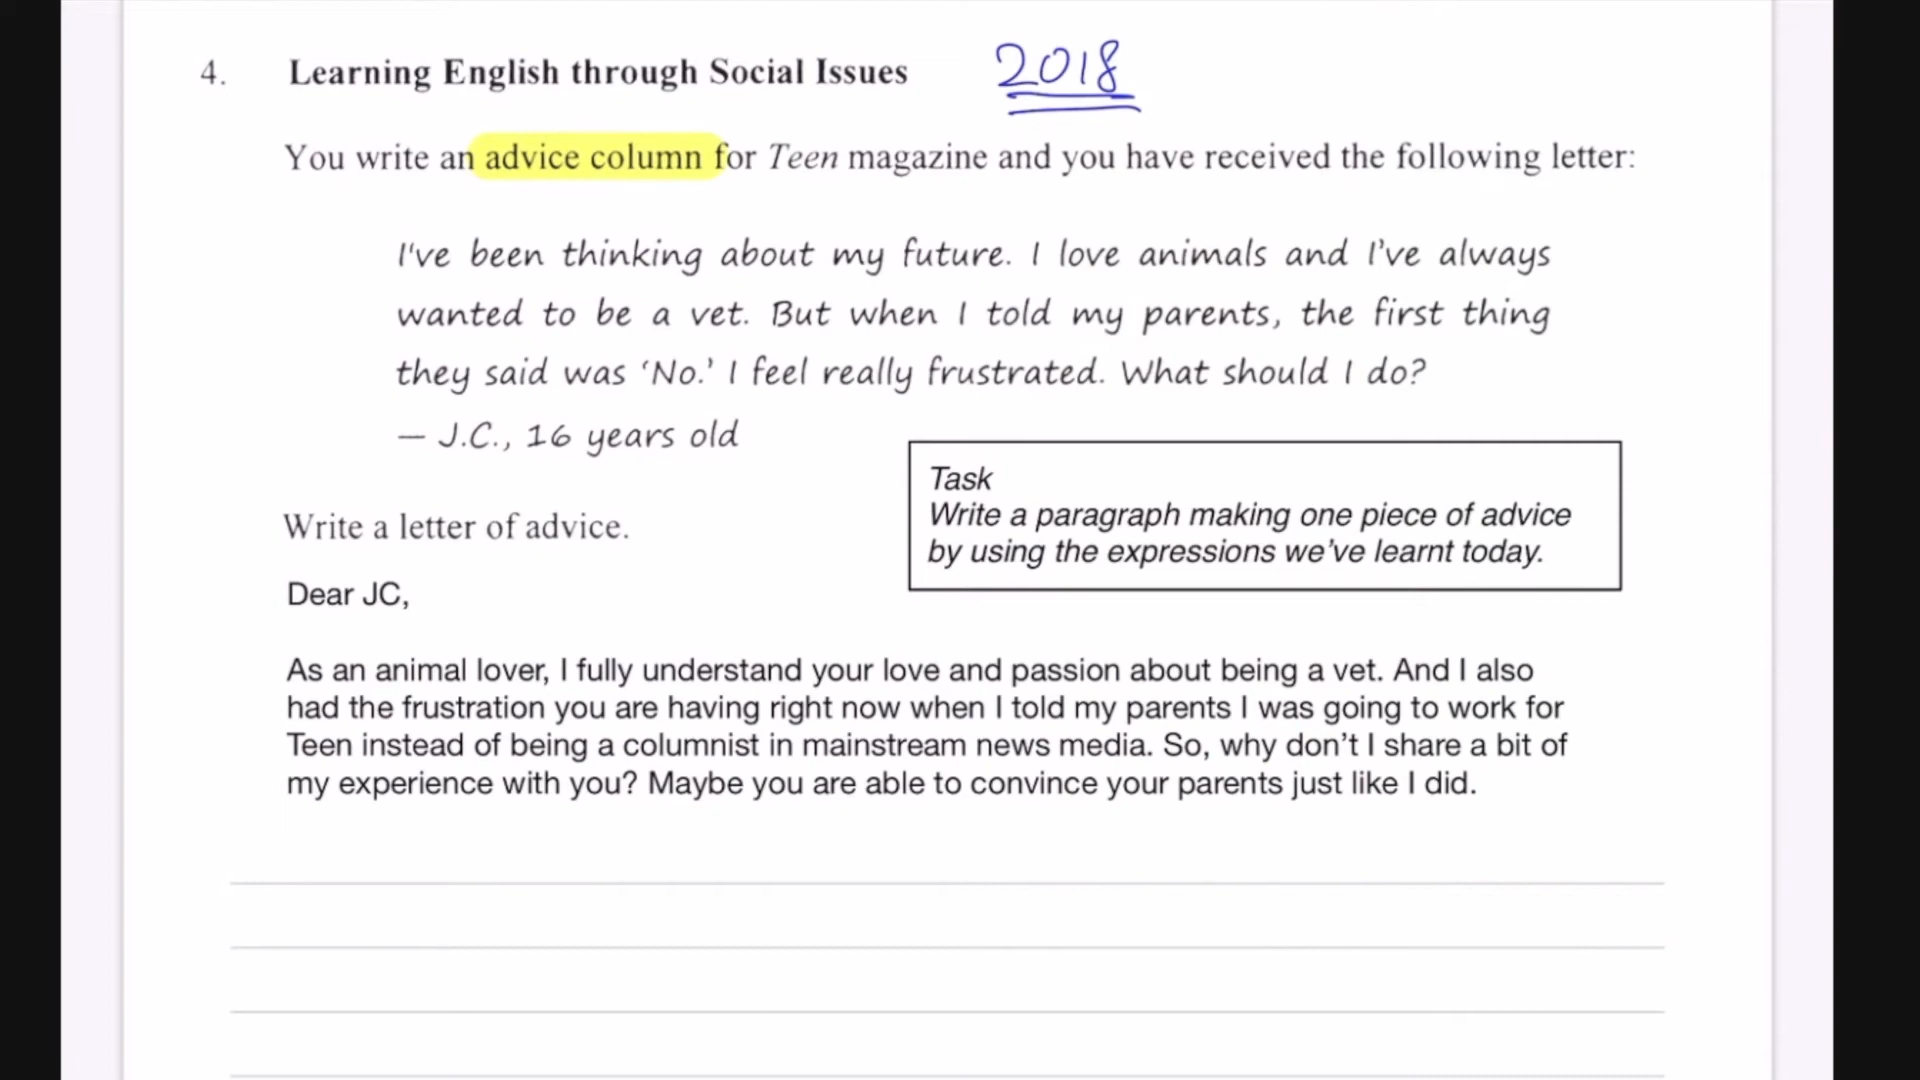 4. Learning English through Social Issues 2018
You write an advice column for Teen magazine and you have received the following letter:
I've been thinking about my future. I love animals and I've always
wanted to be a vet. But when I told my parents, the first thing
they said was 'No.' I feel really frustrated. What should I do?
— J.C., 16 years old
Task
Write a paragraph making one piece of advice
by using the expressions we've learnt today.
Write a letter of advice.
Dear JC,
As an animal lover, I fully understand your love and passion about being a vet. And I also
had the frustration you are having right now when I told my parents I was going to work for
Teen instead of being a columnist in mainstream news media. So, why don't I share a bit of
my experience with you? Maybe you are able to convince your parents just like I did.